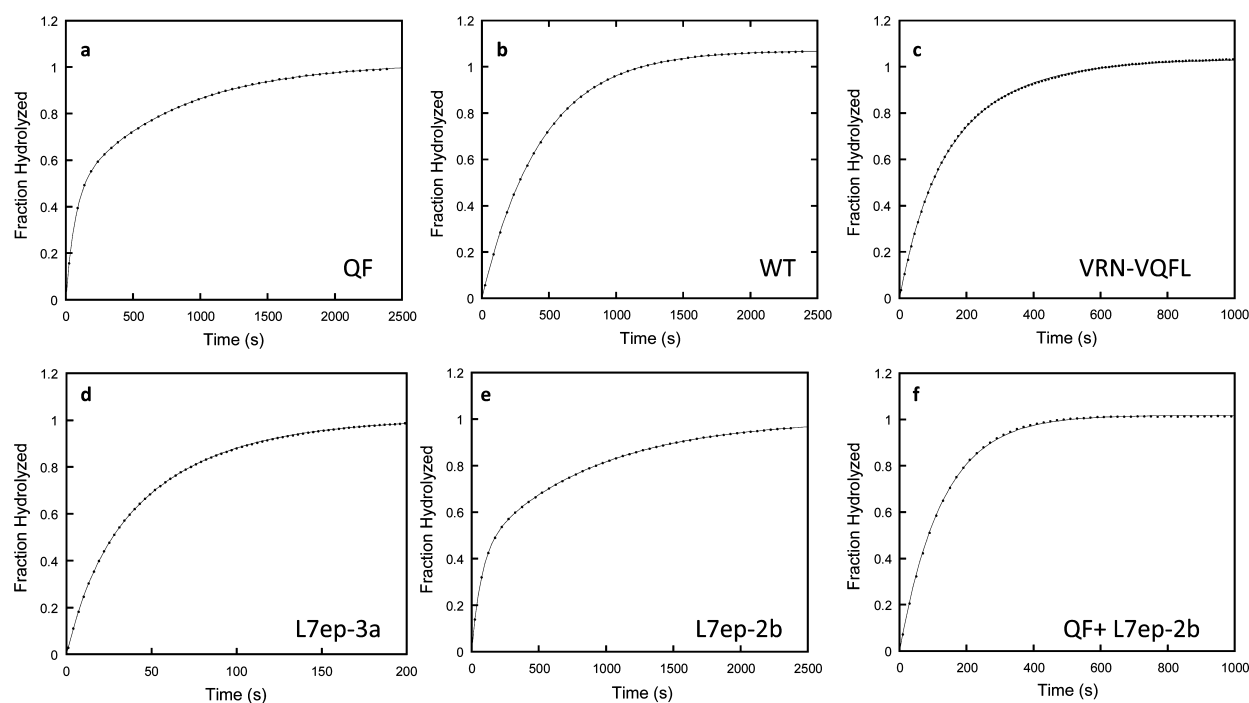 a
1.2
1
0.8
0.6
0.4
0.2
0
Fraction Hydrolyzed
QF
0 500 1000 1500 2000 2500
Time (s)
b
1.2
1
0.8
0.6
0.4
0.2
0
Fraction Hydrolyzed
WT
0 500 1000 1500 2000 2500
Time (s)
c
1.2
1
0.8
0.6
0.4
0.2
0
Fraction Hydrolyzed
VRN-VQFL
0 200 400 600 800 1000
Time (s)
d
1.2
1
0.8
0.6
0.4
0.2
0
Fraction Hydrolyzed
L7ep-3a
0 50 100 150 200
Time (s)
e
1.2
1
0.8
0.6
0.4
0.2
0
Fraction Hydrolyzed
L7ep-2b
0 500 1000 1500 2000 2500
Time (s)
f
1.2
1
0.8
0.6
0.4
0.2
0
Fraction Hydrolyzed
QF+ L7ep-2b
0 200 400 600 800 1000
Time (s)